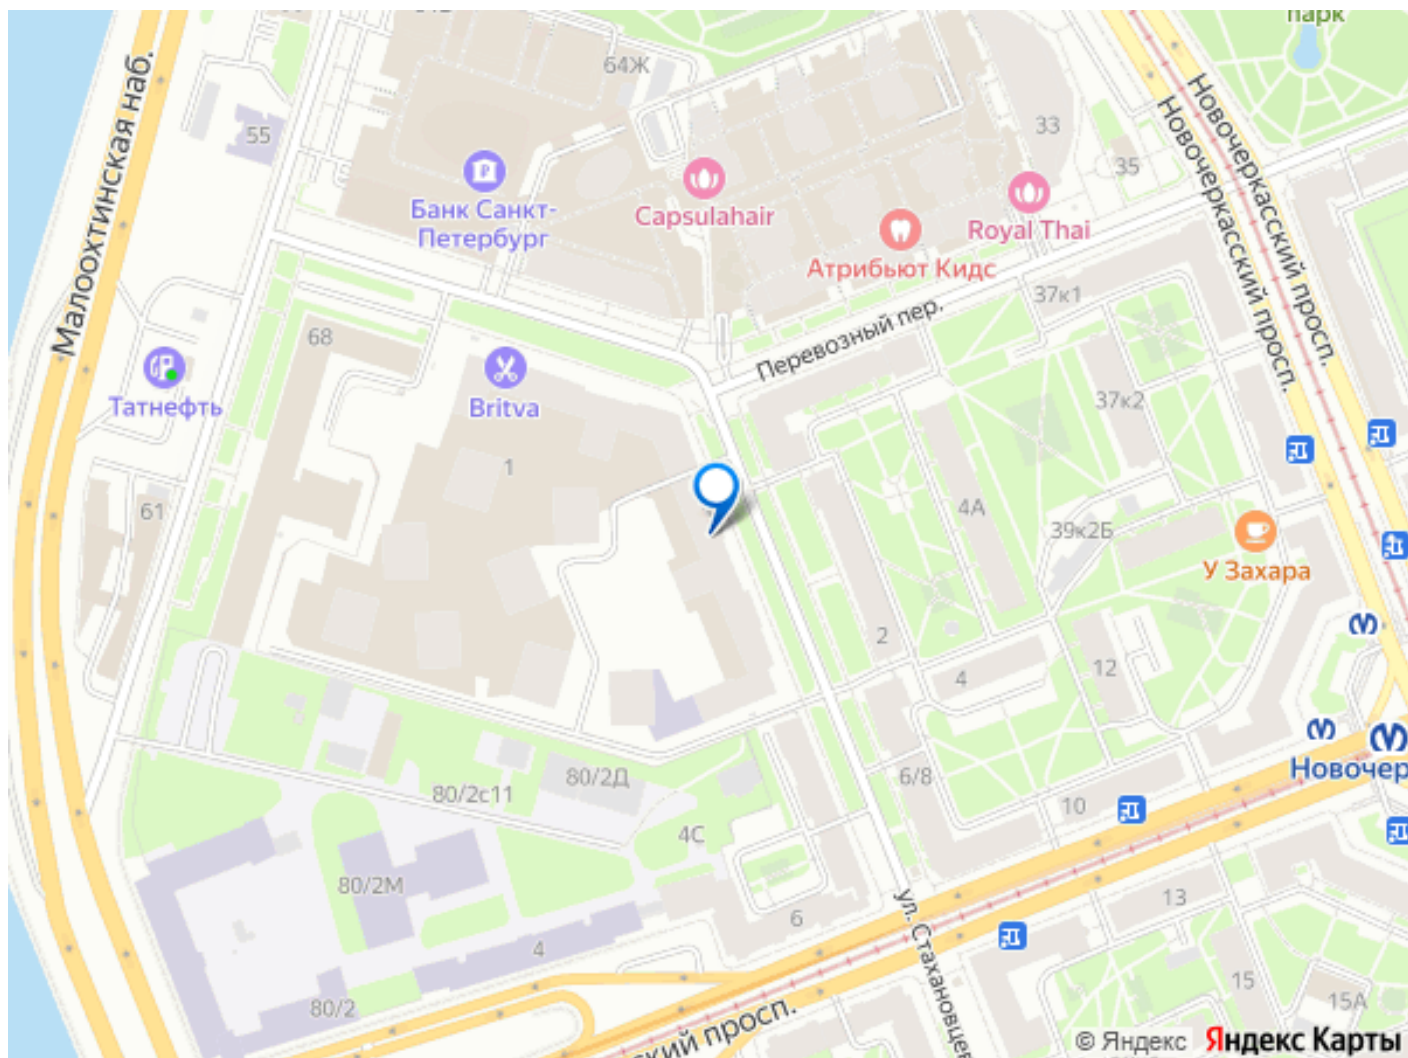 парк
64Ж
55
33
35
Малоохтинская наб.
Новочеркасский просп.
Новочеркасский просп.
Банк Санкт-
Петербург
Capsulahair
Royal Thai
Атрибьют Кидс
37к1
Перевозный пер.
68
Татнефть
Britva
37к2
1
61
4А
39к2Б
У Захара
2
4
12
6/8
10
Новочер
80/2с11
80/2Д
4С
80/2М
6
4
80/2
13
15
15А
ул. Стахановцев
ский просп.
© Яндекс Яндекс Карты